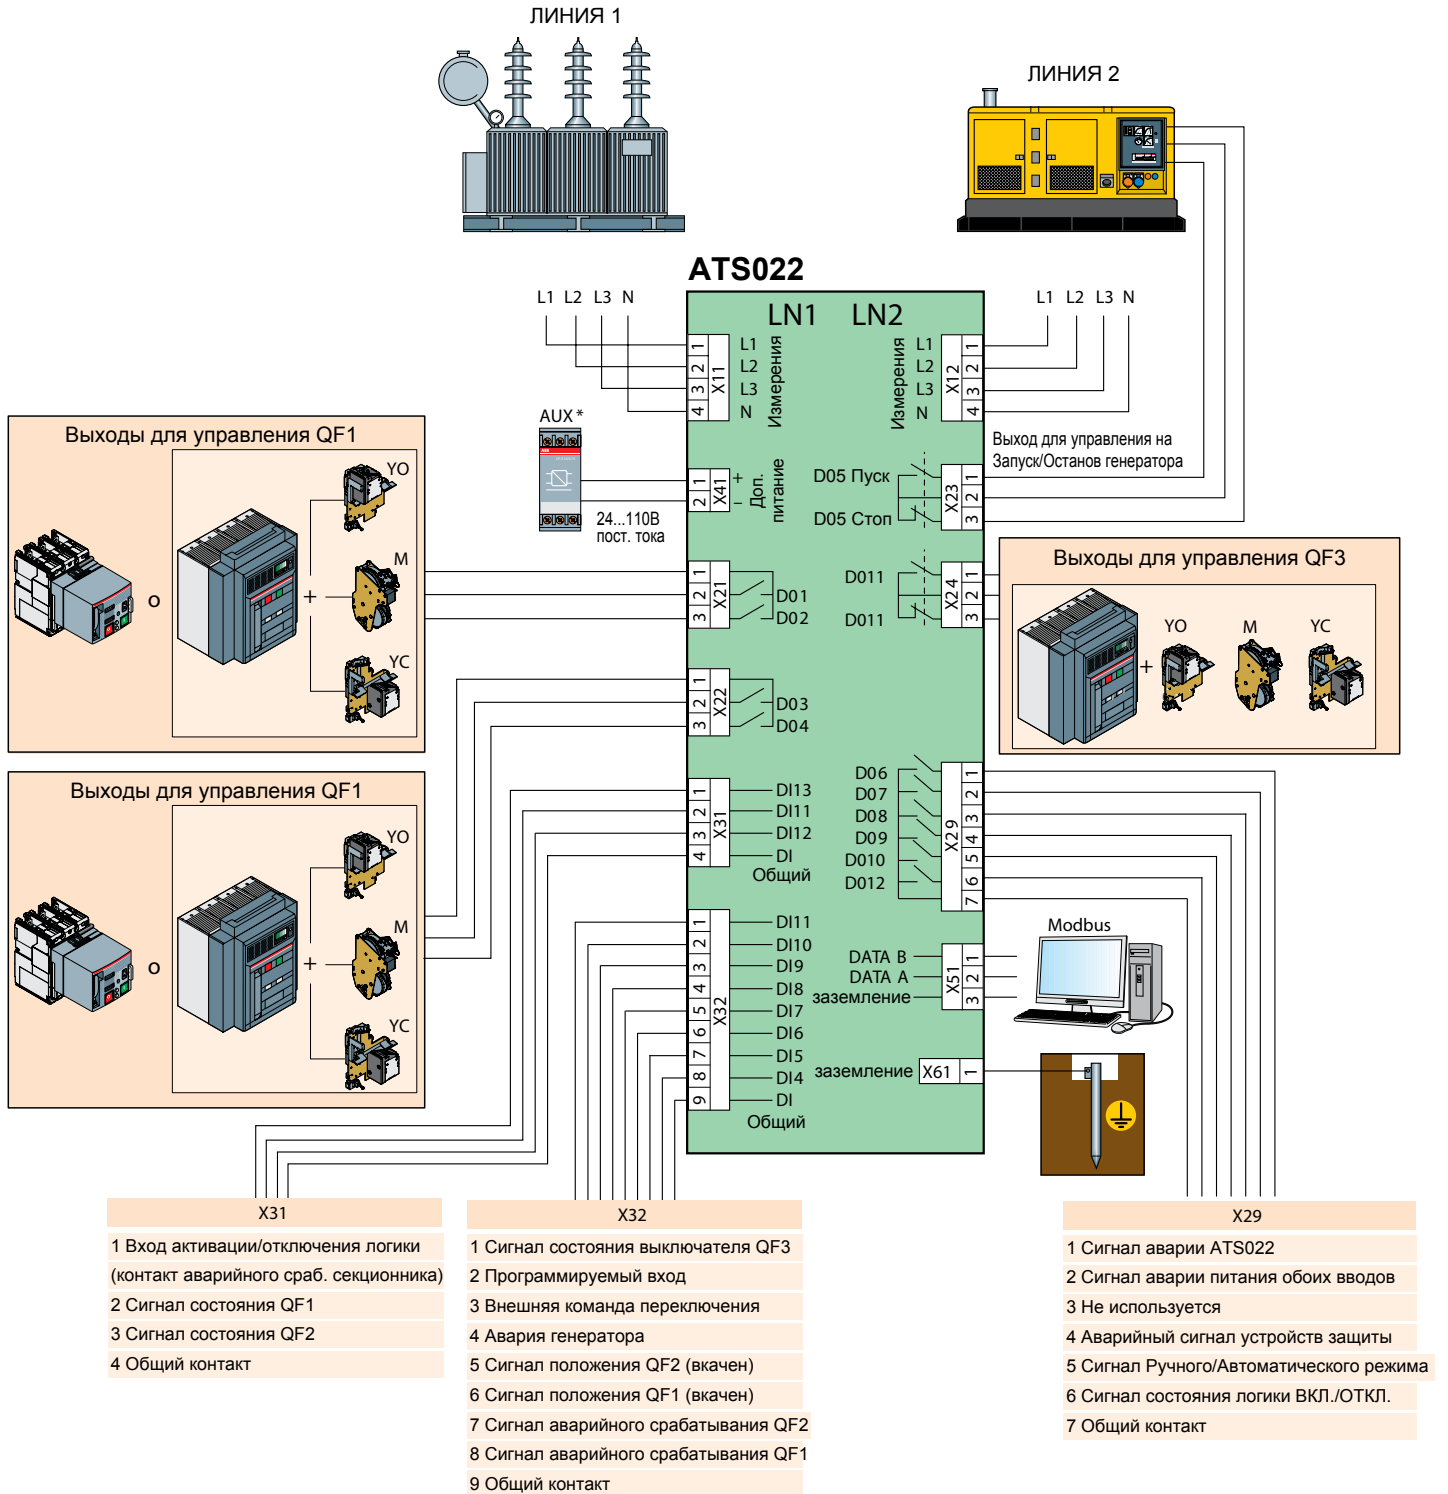 ЛИНИЯ 1
ЛИНИЯ 2
ATS022
L1 L2 L3 N
LN1 LN2
L1 L2 L3 N
1 2 3 4
X11
L1
L2
L3
N
Измерения
Измерения
L1
L2
L3
N
X12
1 2 3 4
AUX *
ABB
24...110В
пост. тока
1 2
X41
+
–
Доп.
питание
D05 Пуск
D05 Стоп
X23
1 2 3
Выход для управления на
Запуск/Останов генератора
Выходы для управления QF1
о
+
YO
M
YC
1 2 3
X21
D01
D02
D011
D011
X24
1 2 3
Выходы для управления QF3
+
YO
M
YC
1 2 3
X22
D03
D04
Выходы для управления QF1
о
+
YO
M
YC
1 2 3 4
X31
DI13
DI11
DI12
DI
Общий
D06
D07
D08
D09
D010
D012
X29
1 2 3 4 5 6 7
1 2 3 4 5 6 7 8 9
X32
DI11
DI10
DI9
DI8
DI7
DI6
DI5
DI4
DI
Общий
DATA B
DATA A
заземление
X51
1 2 3
Modbus
заземление
X61
1
X31
1 Вход активации/отключения логики
(контакт аварийного сраб. секционника)
2 Сигнал состояния QF1
3 Сигнал состояния QF2
4 Общий контакт
X32
1 Сигнал состояния выключателя QF3
2 Программируемый вход
3 Внешняя команда переключения
4 Авария генератора
5 Сигнал положения QF2 (вкачен)
6 Сигнал положения QF1 (вкачен)
7 Сигнал аварийного срабатывания QF2
8 Сигнал аварийного срабатывания QF1
9 Общий контакт
X29
1 Сигнал аварии ATS022
2 Сигнал аварии питания обоих вводов
3 Не используется
4 Аварийный сигнал устройств защиты
5 Сигнал Ручного/Автоматического режима
6 Сигнал состояния логики ВКЛ./ОТКЛ.
7 Общий контакт